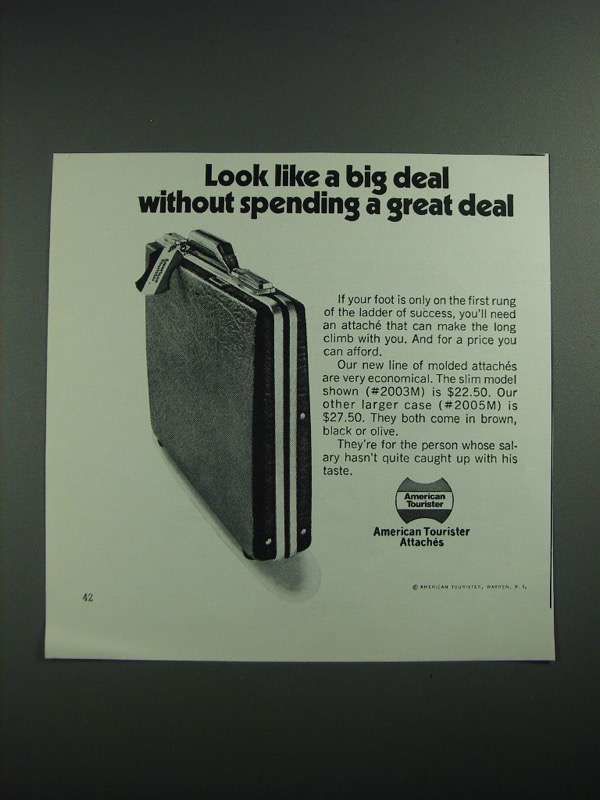 Look like a big deal
without spending a great deal
American
Tourister
If your foot is only on the first rung
of the ladder of success, you'll need
an attaché that can make the long
climb with you. And for a price you
can afford.
Our new line of molded attachés
are very economical. The slim model
shown (#2003M) is $22.50. Our
other larger case (#2005M) is
$27.50. They both come in brown,
black or olive.
They're for the person whose sal-
ary hasn't quite caught up with his
taste.
American
Tourister
American Tourister
Attachés
© AMERICAN TOURISTER, WARREN, R. I.
42